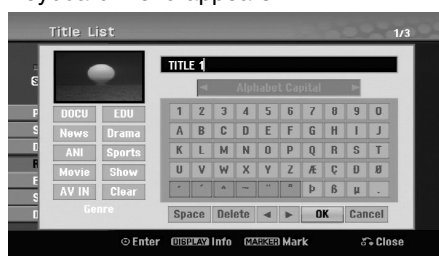 Title List 1/3
TITLE 1
Alphabet Capital
DOCU EDU
News Drama
ANI Sports
Movie Show
AV IN Clear
Genre
1 2 3 4 5 6 7 8 9 0
A B C D E F G H I J
K L M N O P Q R S T
U V W X Y Z Æ Ç Ð Ø
Þ ß µ .
Space Delete ◄ ► OK Cancel
Enter DISPLAY Info MARKER Mark Close